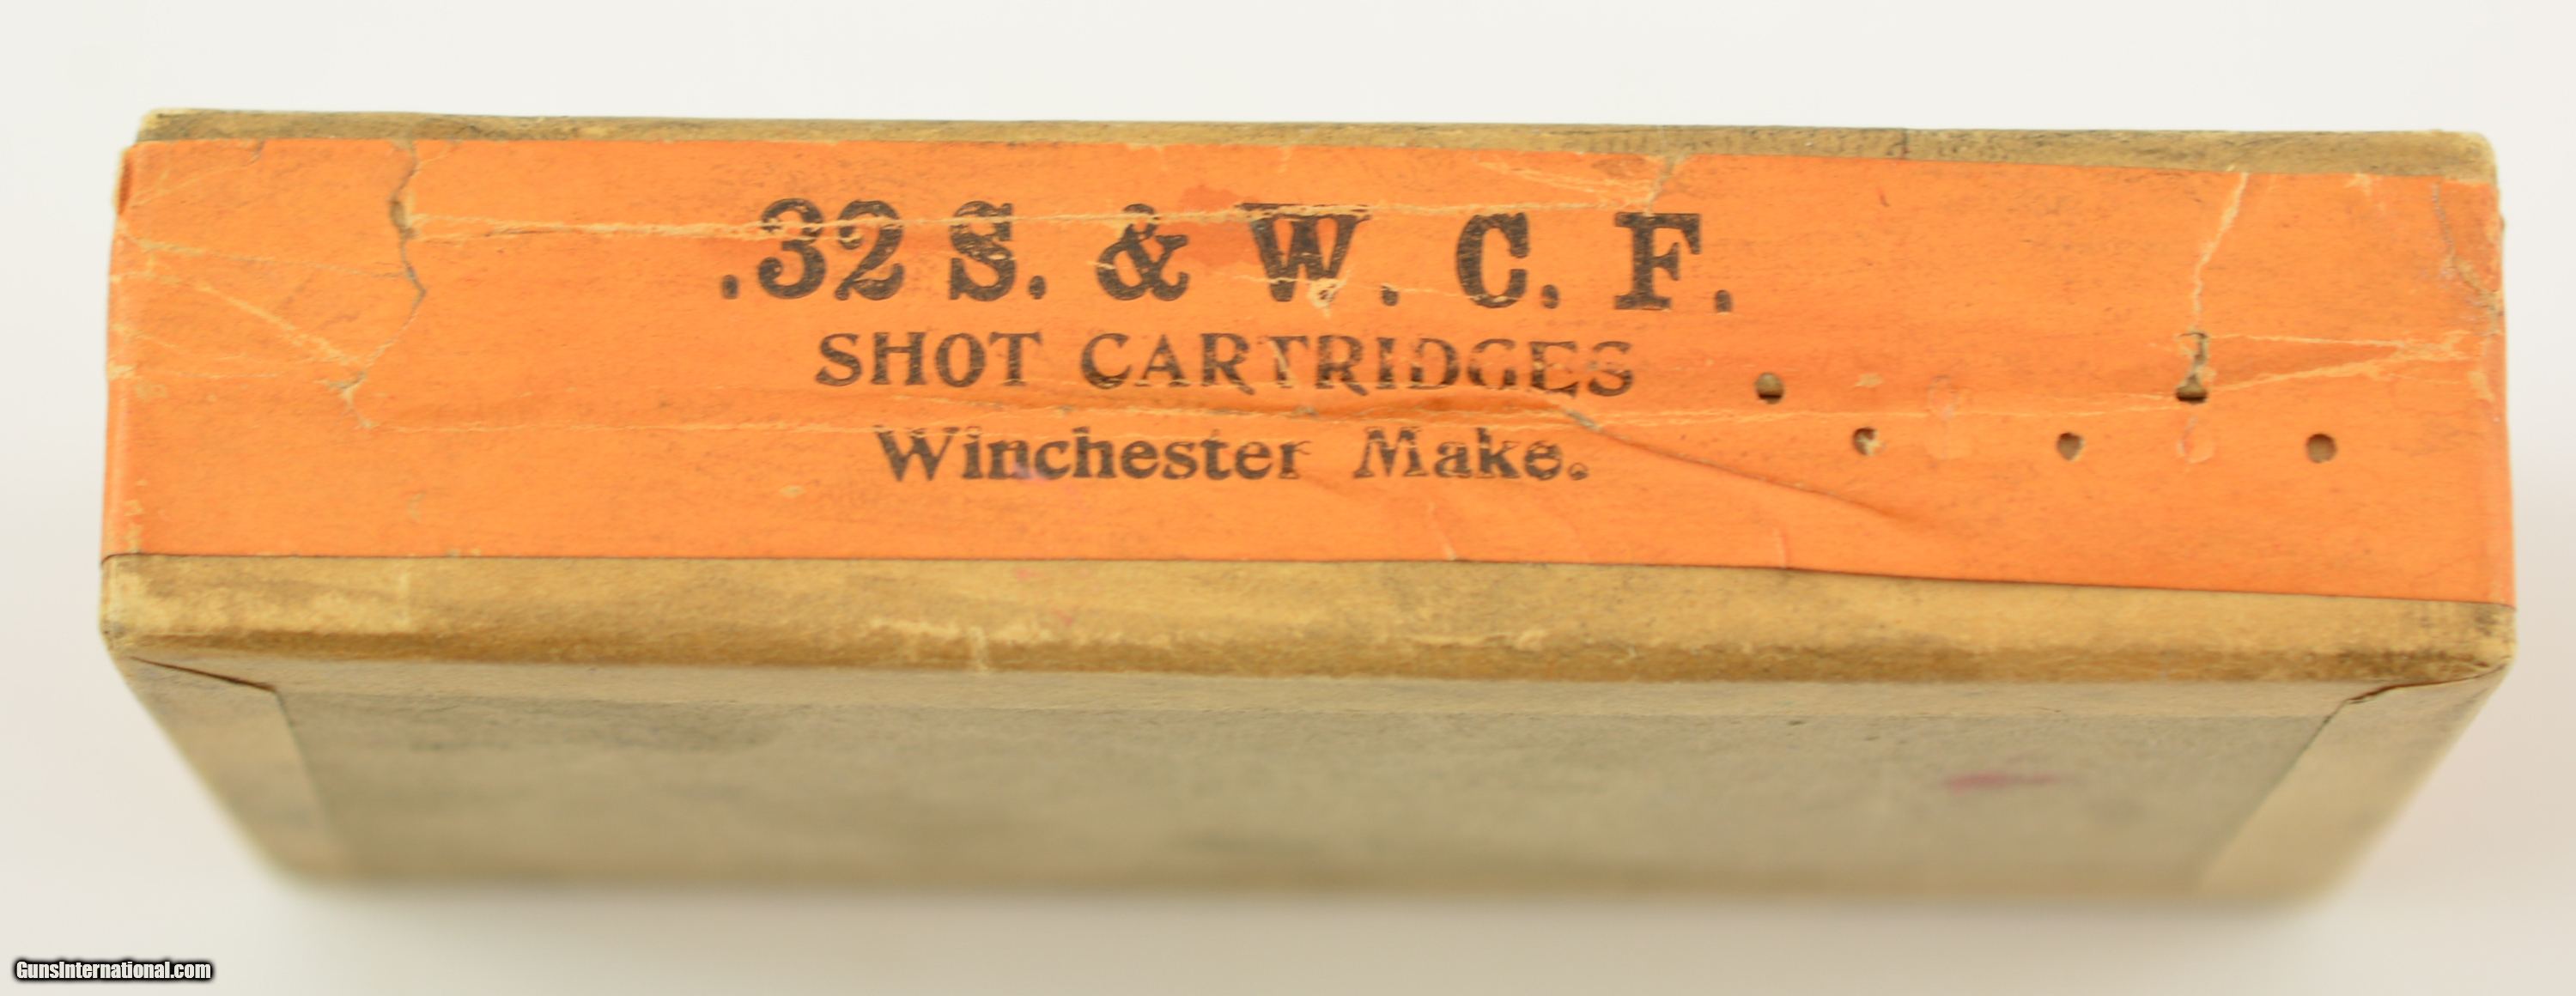 .32 S. & W. C. F.
SHOT CARTRIDGES
Winchester Make.
GunsInternational.com